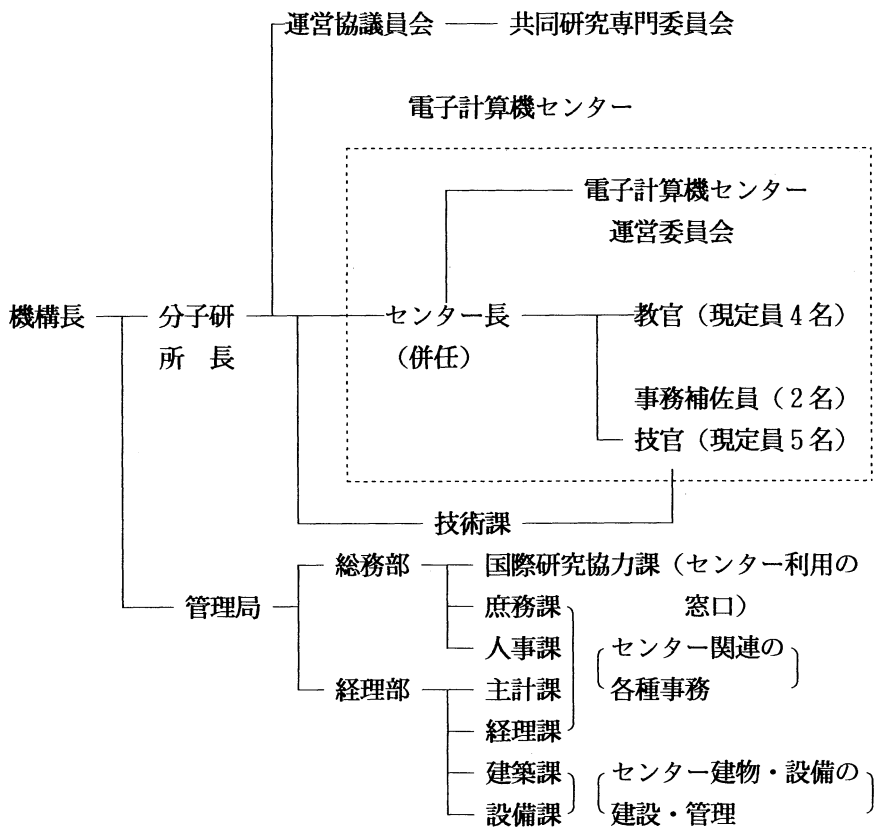 運営協議員会 共同研究専門委員会
電子計算機センター
電子計算機センター
運営委員会
機構長 分子研 センター長 教官（現定員4名）
所 長 （併任）
事務補佐員（2名）
技官（現定員5名）
技術課
総務部 国際研究協力課（センター利用の
管理局 庶務課 窓口）
人事課 （センター関連の
経理部 主計課 各種事務）
経理課
建築課 （センター建物・設備の
設備課 建設・管理）